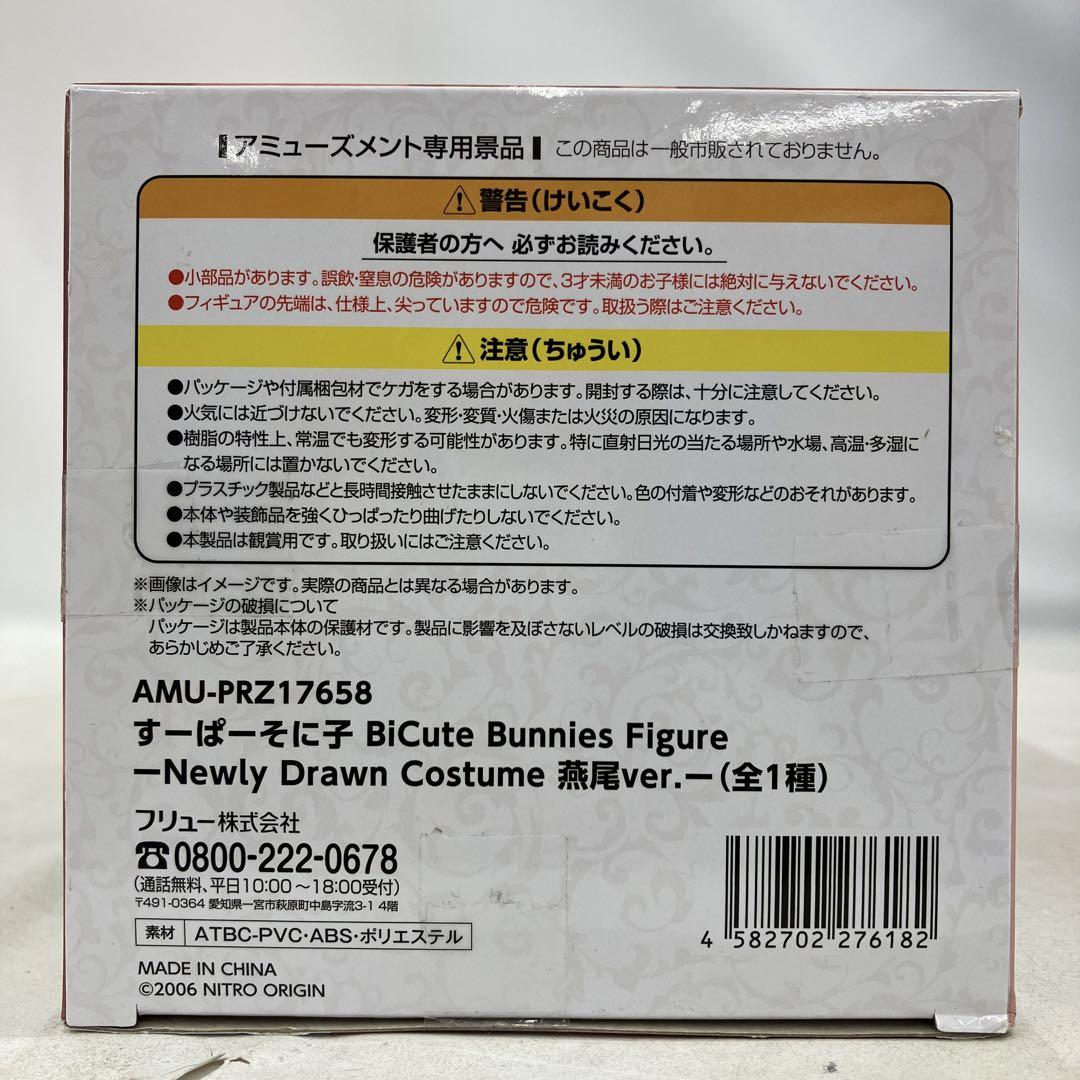 アミューズメント専用景品 この商品は一般市販されておりません。
警告(けいこく)
保護者の方へ 必ずお読みください。
●小部品があります。誤飲・窒息の危険がありますので、3才未満のお子様には絶対に与えないでください。
●フィギュアの先端は、仕様上、尖っていますので危険です。取扱う際はご注意ください。
注意(ちゅうい)
●パッケージや付属梱包材でケガをする場合があります。開封する際は、十分に注意してください。
●火気には近づけないでください。変形・変質・火傷または火災の原因になります。
●樹脂の特性上、常温でも変形する可能性があります。特に直射日光の当たる場所や水場、高温・多湿に
なる場所には置かないでください。
●プラスチック製品などと長時間接触させたままにしないでください。色の付着や変形などのおそれがあります。
●本体や装飾品を強くひっぱったり曲げたりしないでください。
●本製品は観賞用です。取り扱いにはご注意ください。
※画像はイメージです。実際の商品とは異なる場合があります。
※パッケージの破損について
パッケージは製品本体の保護材です。製品に影響を及ぼさないレベルの破損は交換致しかねますので、
あらかじめご了承ください。
AMU-PRZ17658
すーぱーそに子 BiCute Bunnies Figure
ーNewly Drawn Costume 燕尾ver.ー(全1種)
フリュー株式会社
☎0800-222-0678
(通話無料、平日10:00～18:00受付)
〒491-0364 愛知県一宮市萩原町中島字流3-1 4階
素材 ATBC-PVC・ABS・ポリエステル
MADE IN CHINA
©2006 NITRO ORIGIN
4 582702 276182